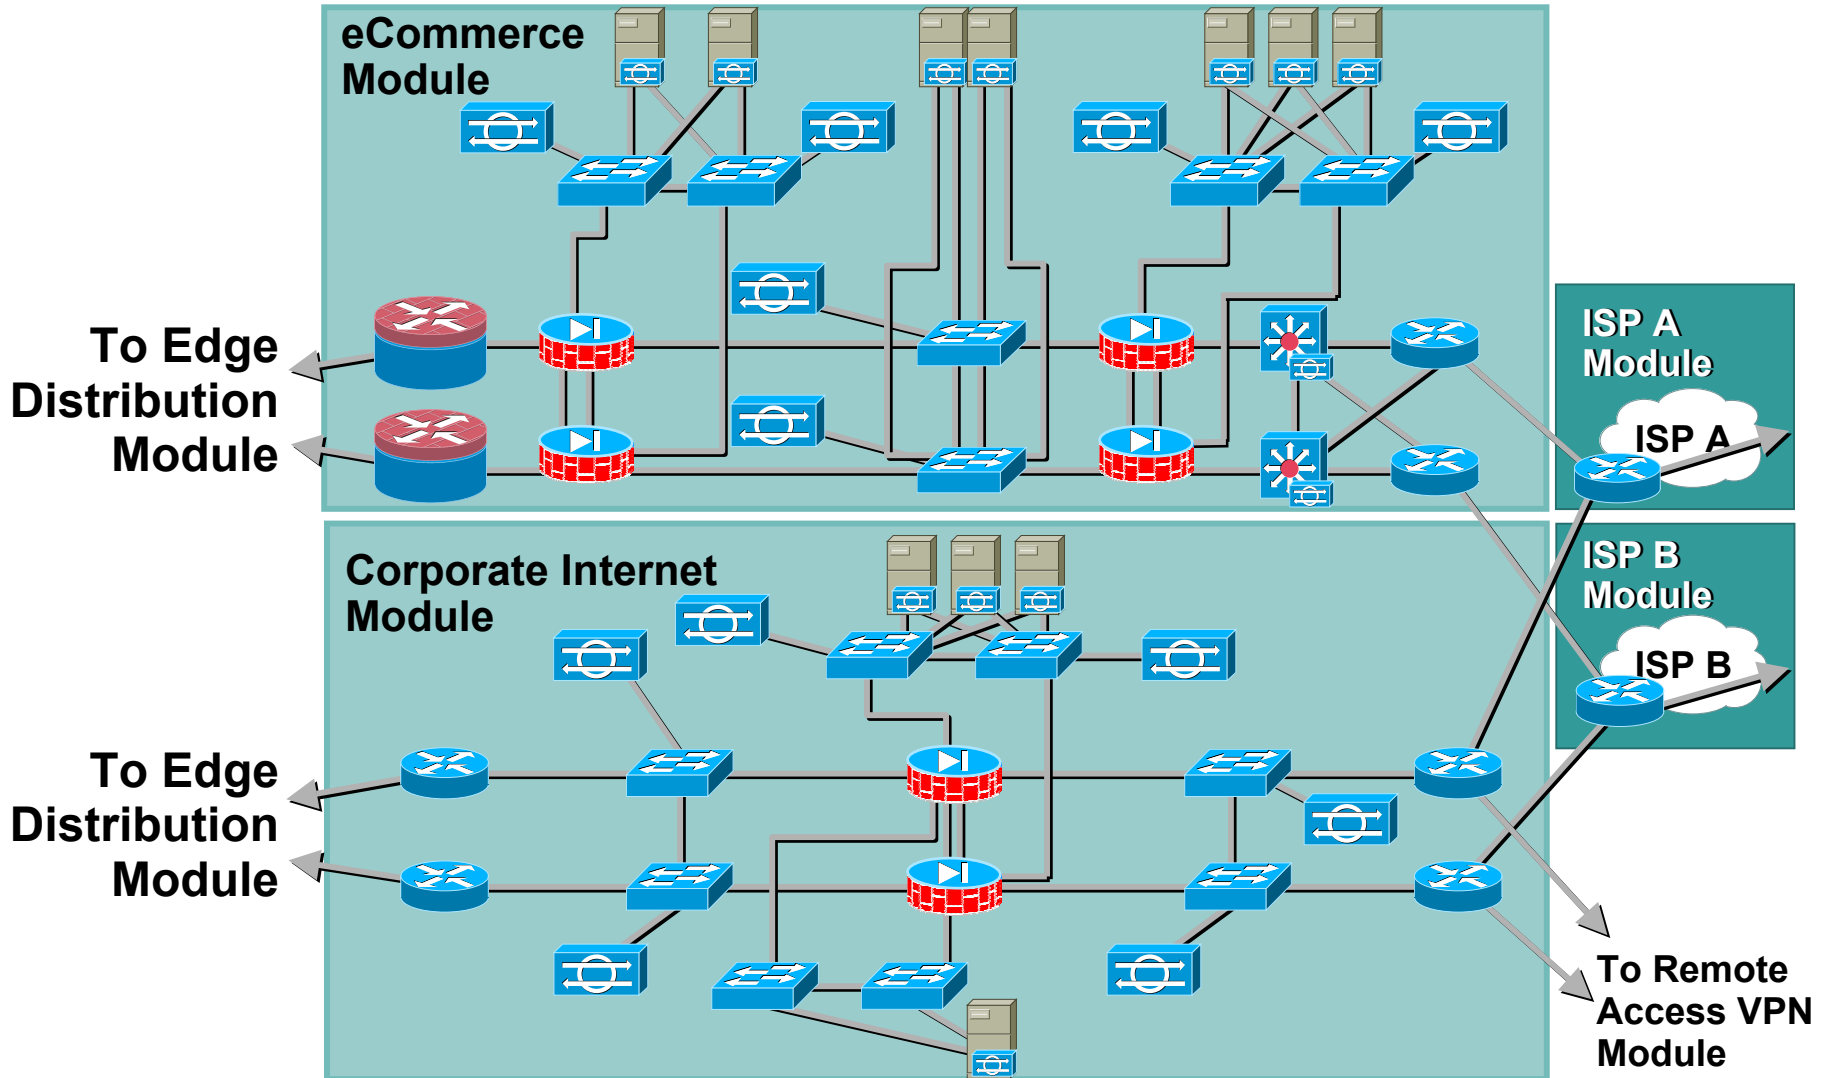 eCommerce
Module
To Edge
Distribution
Module
ISP A
Module
ISP A
ISP B
Module
ISP B
Corporate Internet
Module
To Edge
Distribution
Module
To Remote
Access VPN
Module